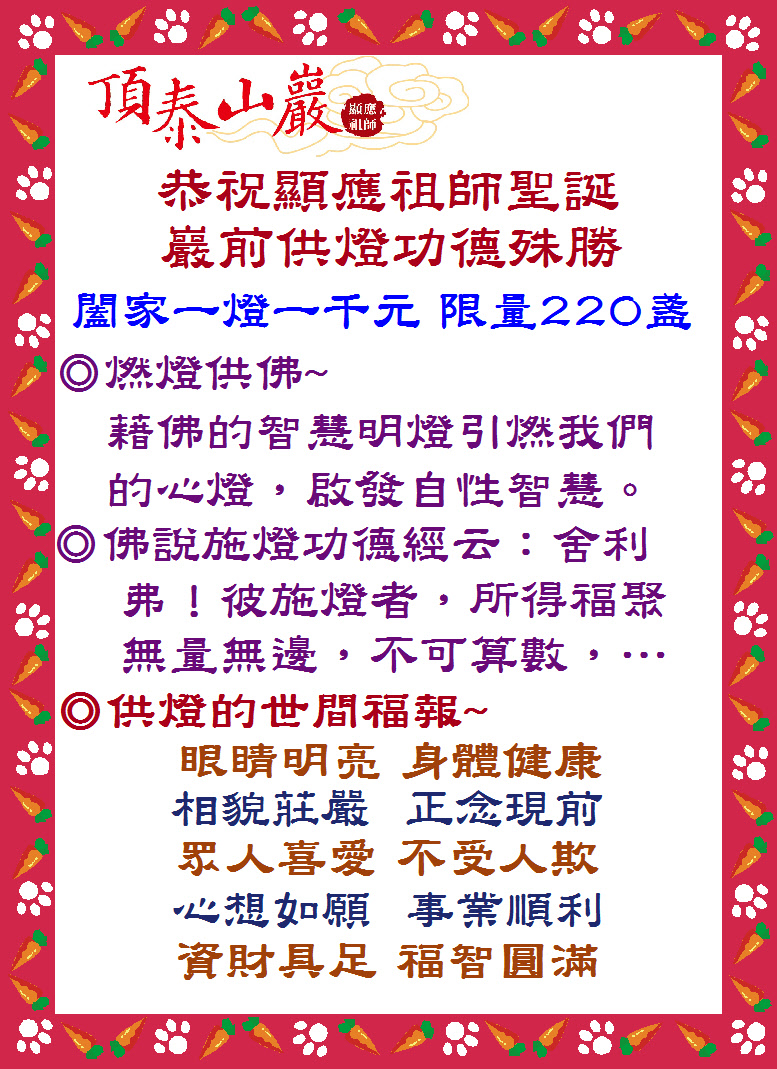 頂泰山巖
顯應
祖師
恭祝顯應祖師聖誕
巖前供燈功德殊勝
闔家一燈一千元 限量220盞
◎燃燈供佛~
藉佛的智慧明燈引燃我們
的心燈，啟發自性智慧。
◎佛說施燈功德經云：舍利
弗！彼施燈者，所得福聚
無量無邊，不可算數，…
◎供燈的世間福報~
眼睛明亮 身體健康
相貌莊嚴 正念現前
眾人喜愛 不受人欺
心想如願 事業順利
資財具足 福智圓滿